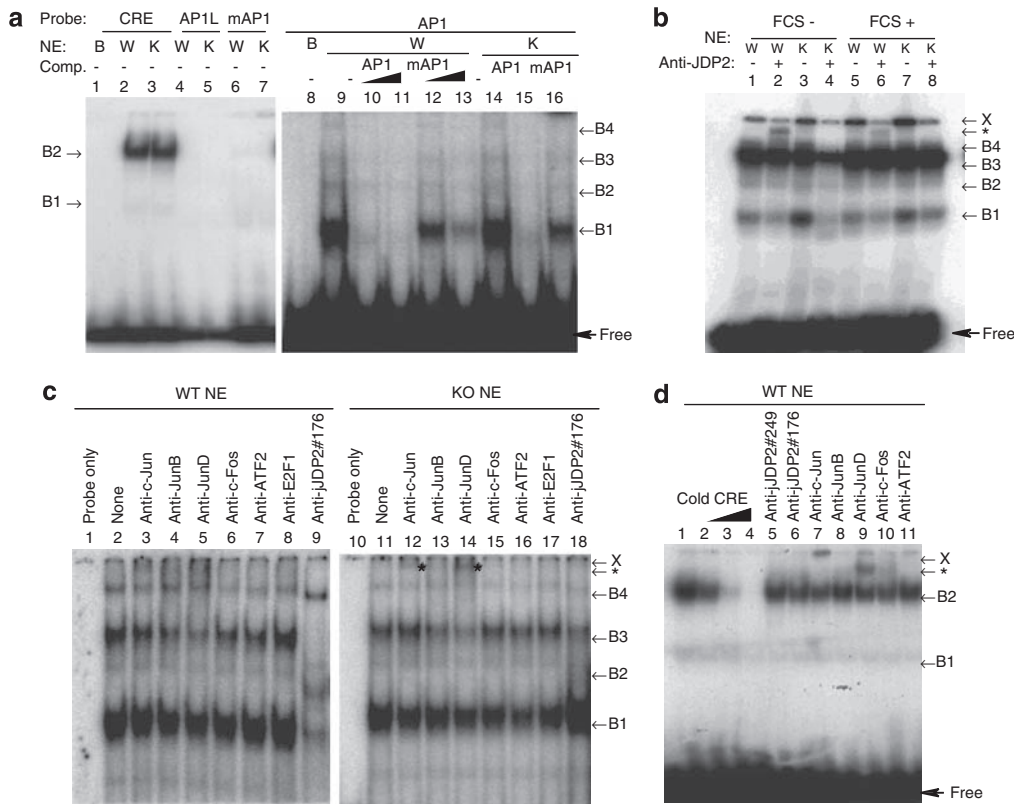 a
Probe: CRE AP1L mAP1
NE: B W K W K W K
Comp. -
1 2 3 4 5 6 7
B2 →
B1 →
AP1
B W K
AP1 mAP1 AP1 mAP1
- - - -
8 9 10 11 12 13 14 15 16
←B4
←B3
←B2
←B1
Free
b
FCS - FCS +
NE: W W K K W W K K
Anti-JDP2: - + - + - + - +
1 2 3 4 5 6 7 8
← X
← *
← B4
← B3
← B2
← B1
Free
c
WT NE KO NE
Probe only
None
Anti-c-Jun
Anti-JunB
Anti-JunD
Anti-c-Fos
Anti-ATF2
Anti-E2F1
Anti-jJDP2#176
Probe only
None
Anti-c-Jun
Anti-JunB
Anti-JunD
Anti-c-Fos
Anti-ATF2
Anti-E2F1
Anti-jJDP2#176
1 2 3 4 5 6 7 8 9 10 11 12 13 14 15 16 17 18
* *
←X
←*
←B4
←B3
←B2
←B1
d
WT NE
Cold CRE
Anti-jJDP2#249
Anti-jJDP2#176
Anti-c-Jun
Anti-JunB
Anti-JunD
Anti-c-Fos
Anti-ATF2
1 2 3 4 5 6 7 8 9 10 11
←X
←*
←B2
←B1
Free